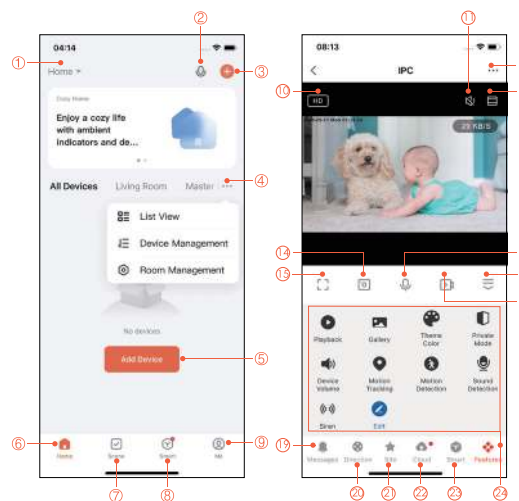 ②
⑪
①
04:14
08:13
Home
③
IPC
⑩
HD
Cozy Home
Enjoy a cozy life
with ambient
indicators and de...
KB/S
All Devices
Living Room
Master
④
List View
Device Management
Room Management
⑭
⑮
No devices
Add Device
⑤
Playback
Gallery
Theme
Color
Private
Mode
Device
Volume
Motion
Tracking
Motion
Detection
Sound
Detection
Siren
Edit
⑥
⑨
⑲
Home
Scene
Smart
Me
Messages
Direction
Site
Cloud
Smart
Features
⑦
⑧
⑳
㉑
㉒
㉓
㉔